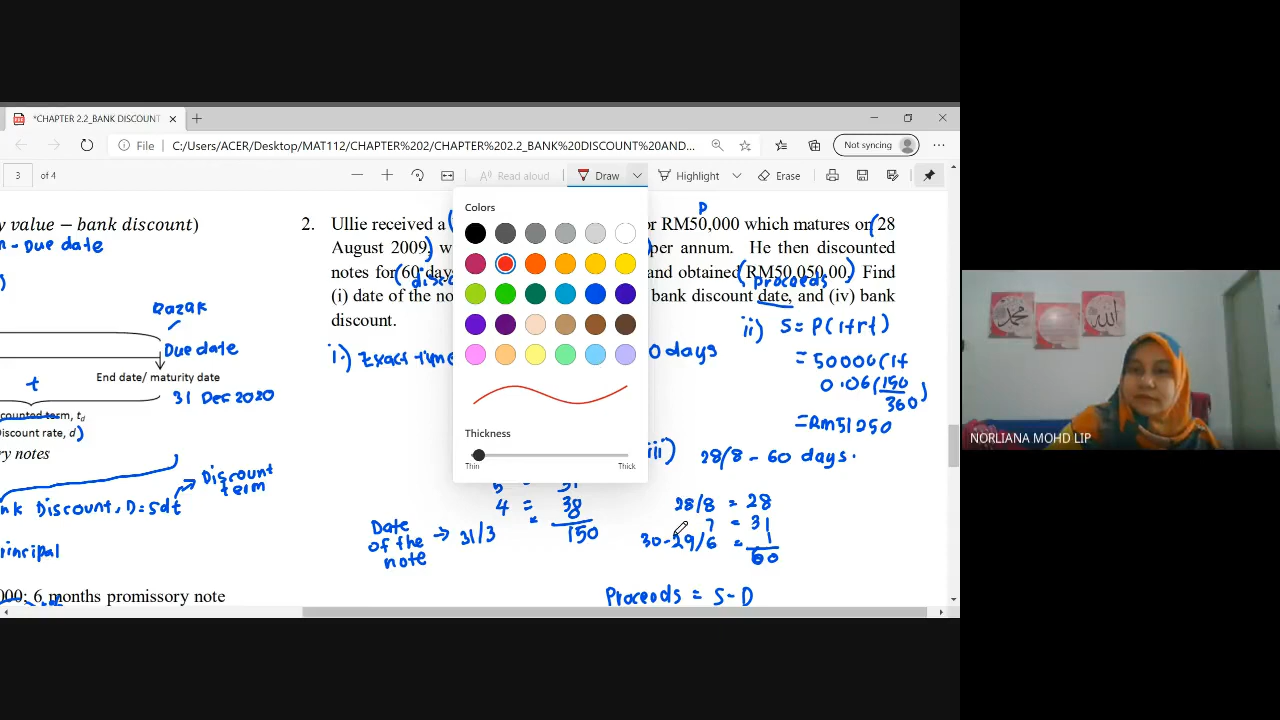 *CHAPTER 2.2_BANK DISCOUNT
File
C:/Users/ACER/Desktop/MAT112/CHAPTER%202/CHAPTER%202.2_BANK%20DISCOUNT%20AND...
Not syncing
3 of 4
Read aloud
Draw
Highlight
Erase
y value – bank discount)
- Due date
Razak
Due date
t
End date/ maturity date
31 Dec 2020
counted term, td
Discount rate, d)
ry notes
Discount
term
nk Discount, D = Sdt
rincipal
000; 6 months promissory note
Colors
Thickness
Thin
Thick
P
2. Ullie received a
or RM50,000 which matures on (28
August 2009, w
per annum. He then discounted
notes for (60 day
and obtained (RM50,050.00). Find
disc
proceeds
(i) date of the no
bank discount date, and (iv) bank
discount.
i.) Exact time
0 days
ii) S = P(1+rt)
= 50000(1+
0.06(150
360)
= RM51250
iii) 28/8 - 60 days.
4 = 38
150
Date
of the
note → 31/3
28/8 = 28
7 = 31
30-29/6 = 1
60
Proceeds = S-D
NORLIANA MOHD LIP
محمد
الله